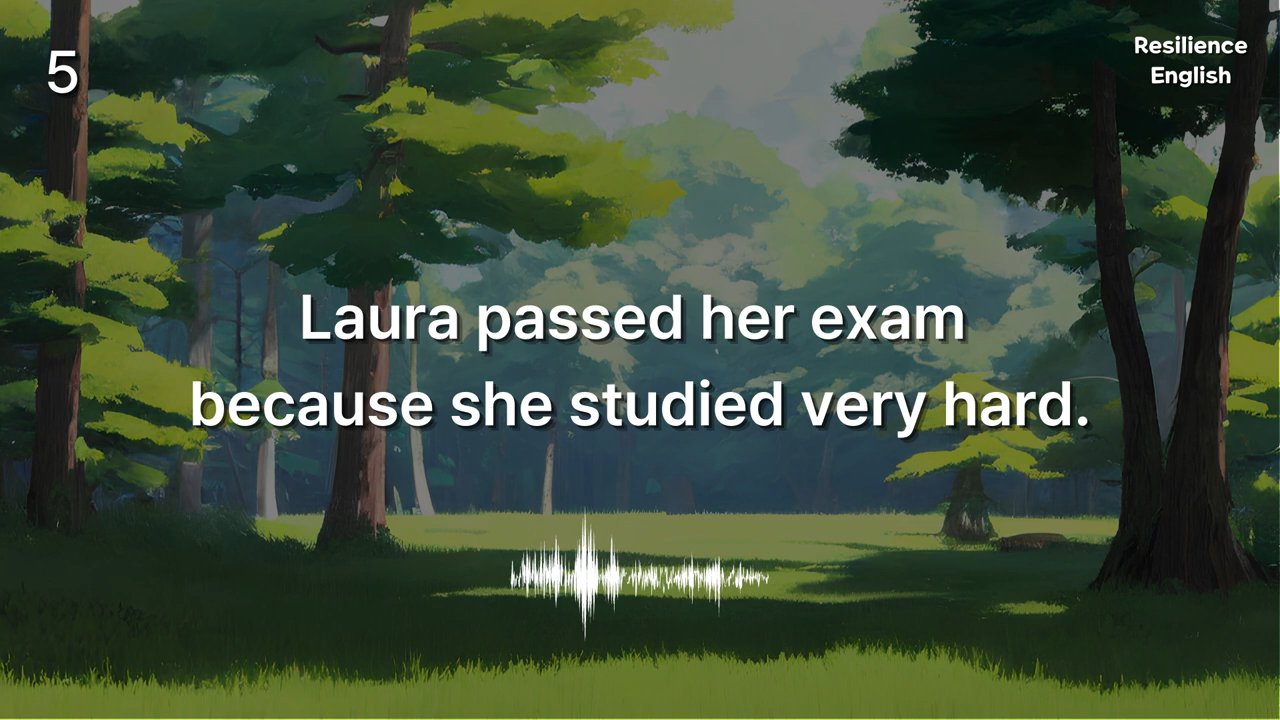 5
Resilience
English
Laura passed her exam
because she studied very hard.